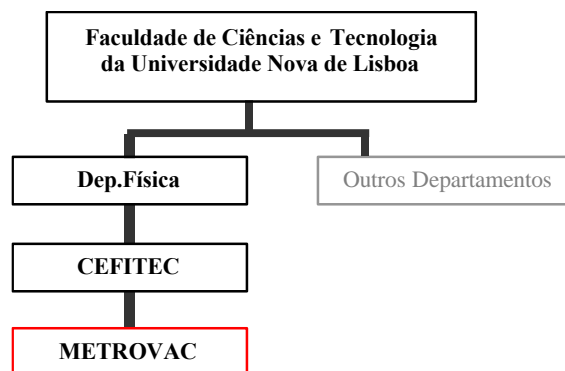 Faculdade de Ciências e Tecnologia
da Universidade Nova de Lisboa
Dep.Física
Outros Departamentos
CEFITEC
METROVAC